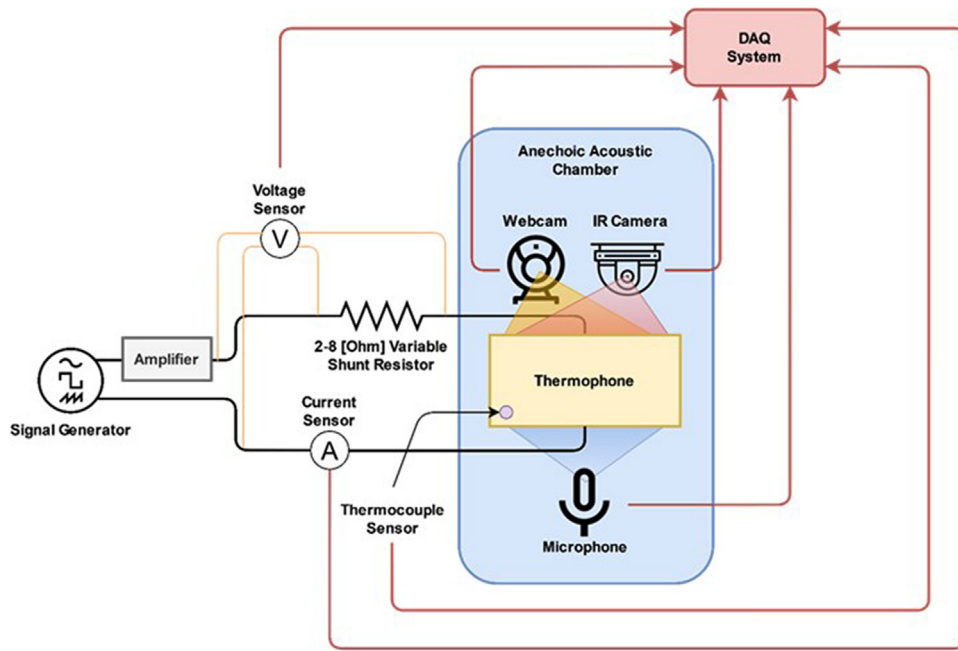 DAQ
System
Anechoic Acoustic
Chamber
Voltage
Sensor
V
Webcam
IR Camera
Amplifier
2-8 [Ohm] Variable
Shunt Resistor
Thermophone
Signal Generator
Current
Sensor
A
Thermocouple
Sensor
Microphone